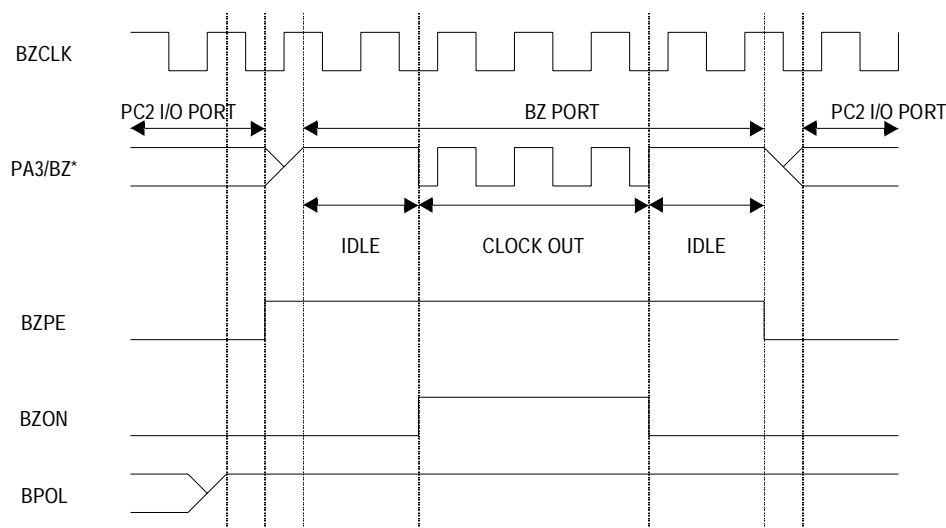 BZCLK
PC2 I/O PORT BZ PORT PC2 I/O PORT
PA3/BZ*
IDLE CLOCK OUT IDLE
BZPE
BZON
BPOL